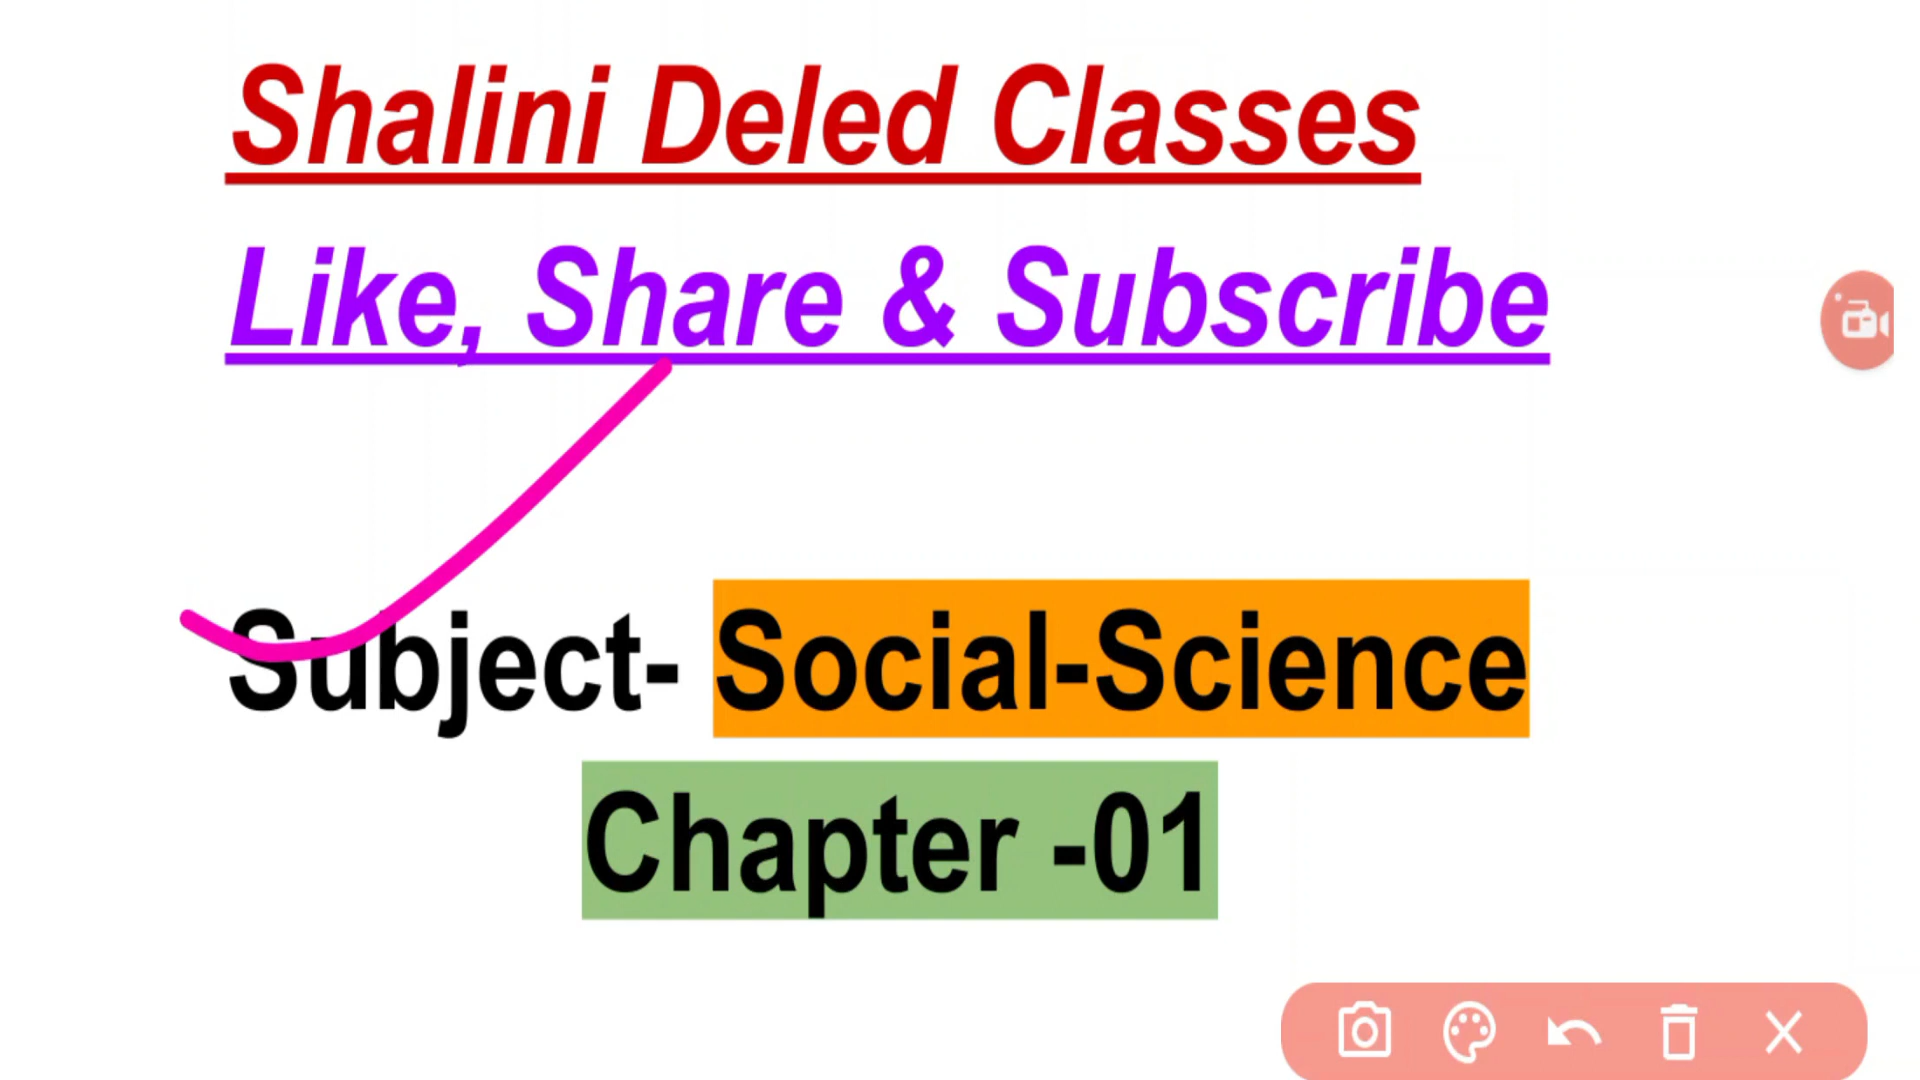 Shalini Deled Classes
Like, Share & Subscribe
Subject- Social-Science
Chapter -01